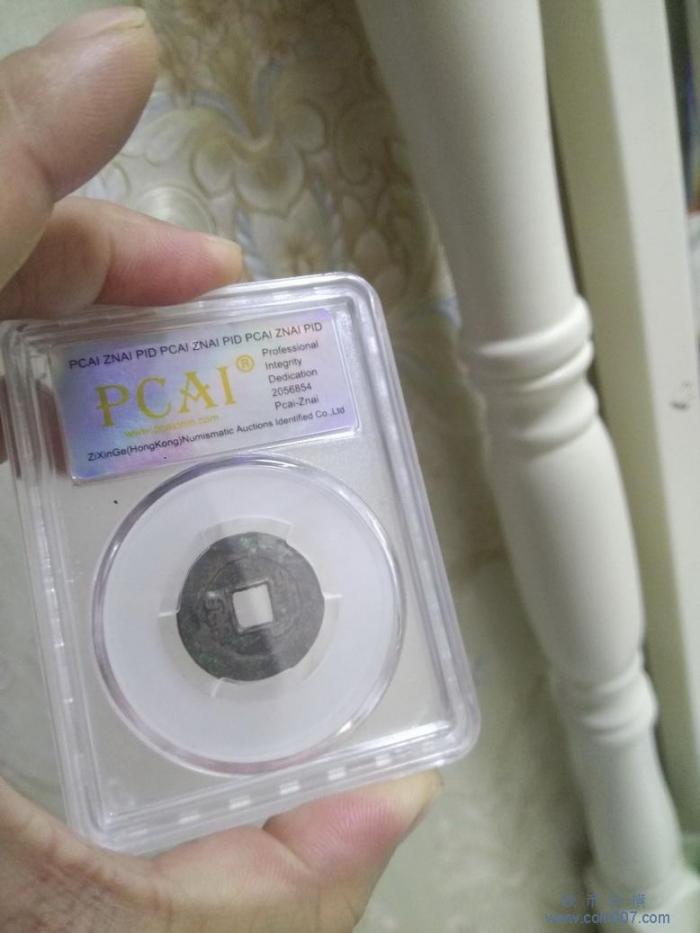 PCAI ZNAI PID PCAI ZNAI PID PCAI ZNAI PID
PCAI®
Professional
Integrity
Dedication
2056854
Pcai-Znai
ZiXinGe(HongKong)Numismatic Auctions Identified Co.,Ltd